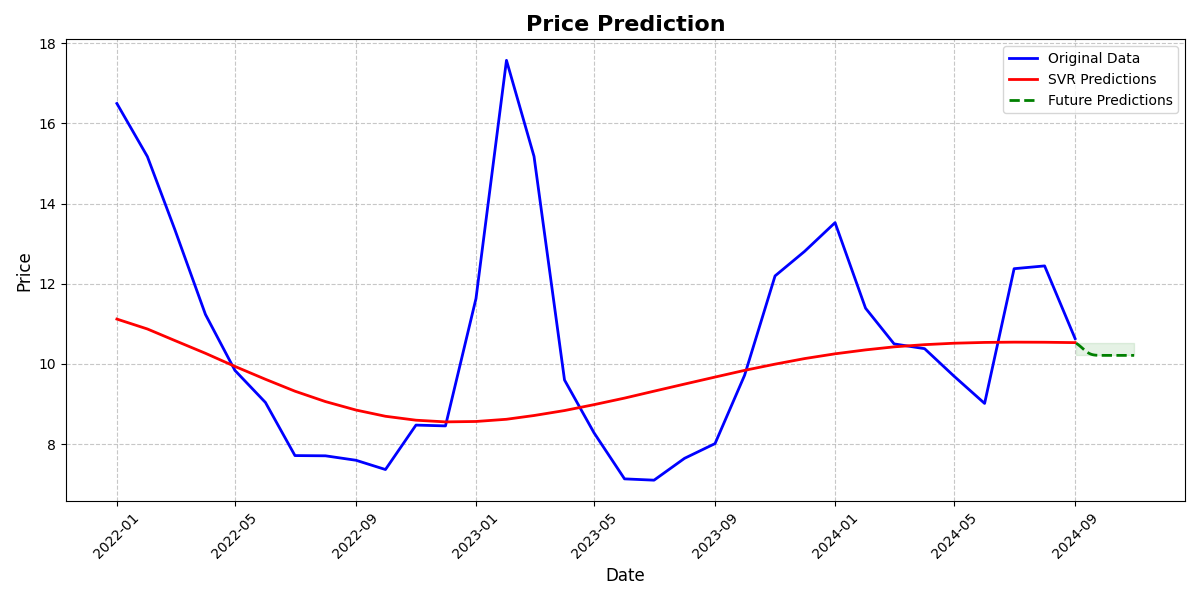 Price Prediction
18
16
14
12
10
8
Price
Original Data
SVR Predictions
Future Predictions
2022-01
2022-05
2022-09
2023-01
2023-05
2023-09
2024-01
2024-05
2024-09
Date